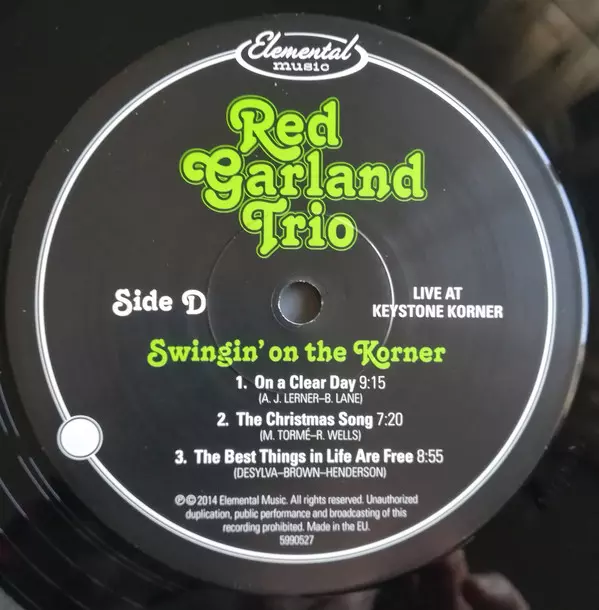 Elemental
music
Red
Garland
Trio
Side D
LIVE AT
KEYSTONE KORNER
Swingin' on the Korner
1. On a Clear Day 9:15
(A. J. LERNER–B. LANE)
2. The Christmas Song 7:20
(M. TORMÉ–R. WELLS)
3. The Best Things in Life Are Free 8:55
(DESYLVA–BROWN–HENDERSON)
℗©2014 Elemental Music. All rights reserved. Unauthorized
duplication, public performance and broadcasting of this
recording prohibited. Made in the EU.
5990527